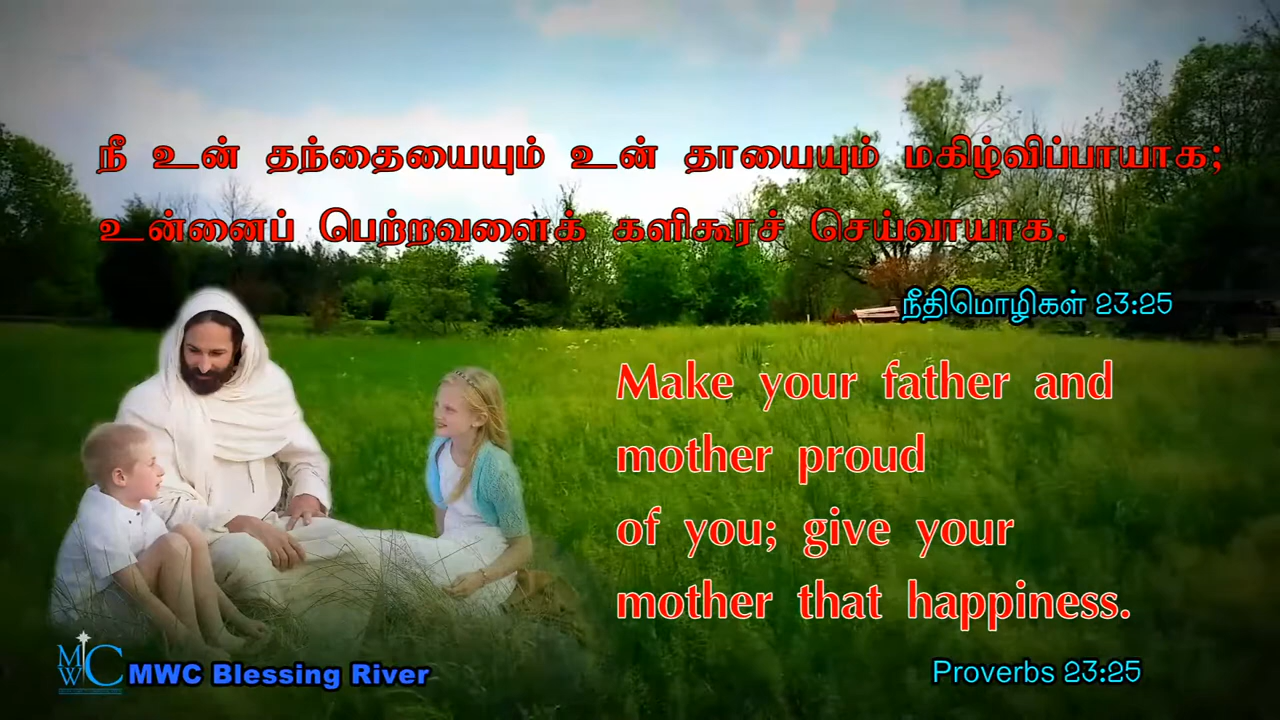 நீ உன் தந்தையையும் உன் தாயையும் மகிழ்விப்பாயாக;
உன்னைப் பெற்றவளைக் களிகூரச் செய்வாயாக.
நீதிமொழிகள் 23:25
Make your father and
mother proud
of you; give your
mother that happiness.
Proverbs 23:25
MWC
MWC Blessing River